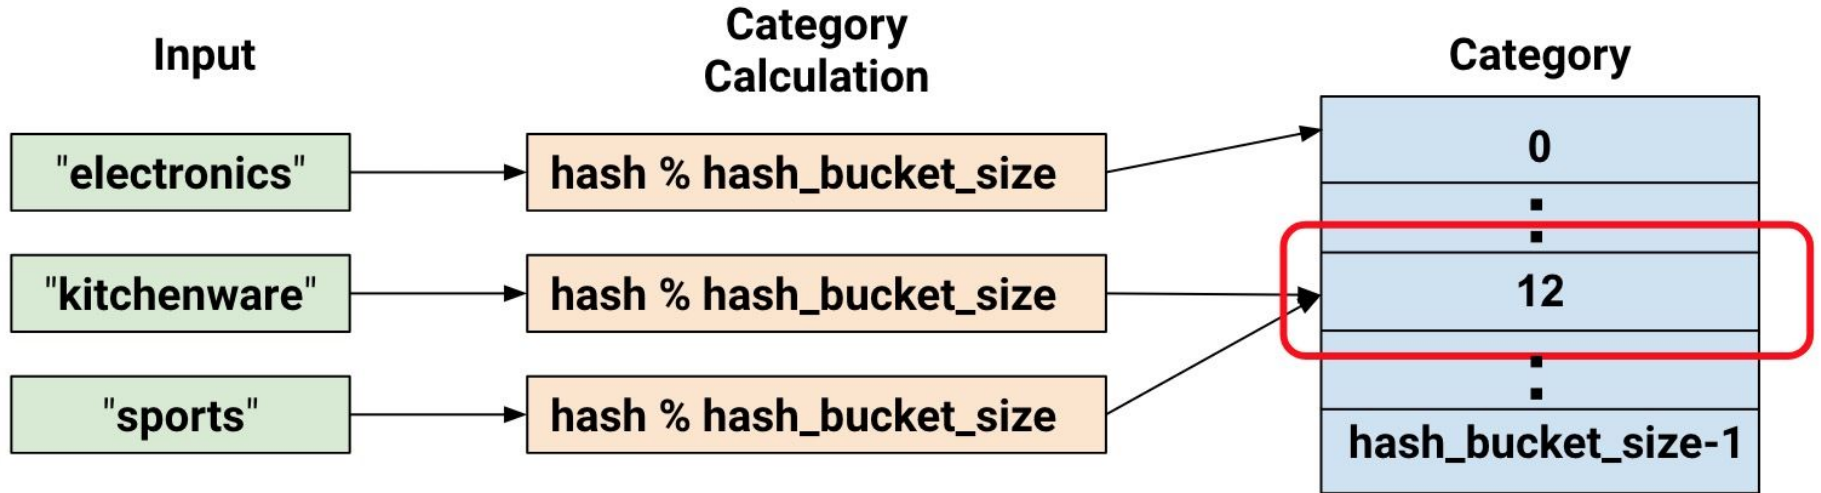 Input
Category
Calculation
Category
"electronics"
hash % hash_bucket_size
0
"kitchenware"
hash % hash_bucket_size
12
"sports"
hash % hash_bucket_size
hash_bucket_size-1